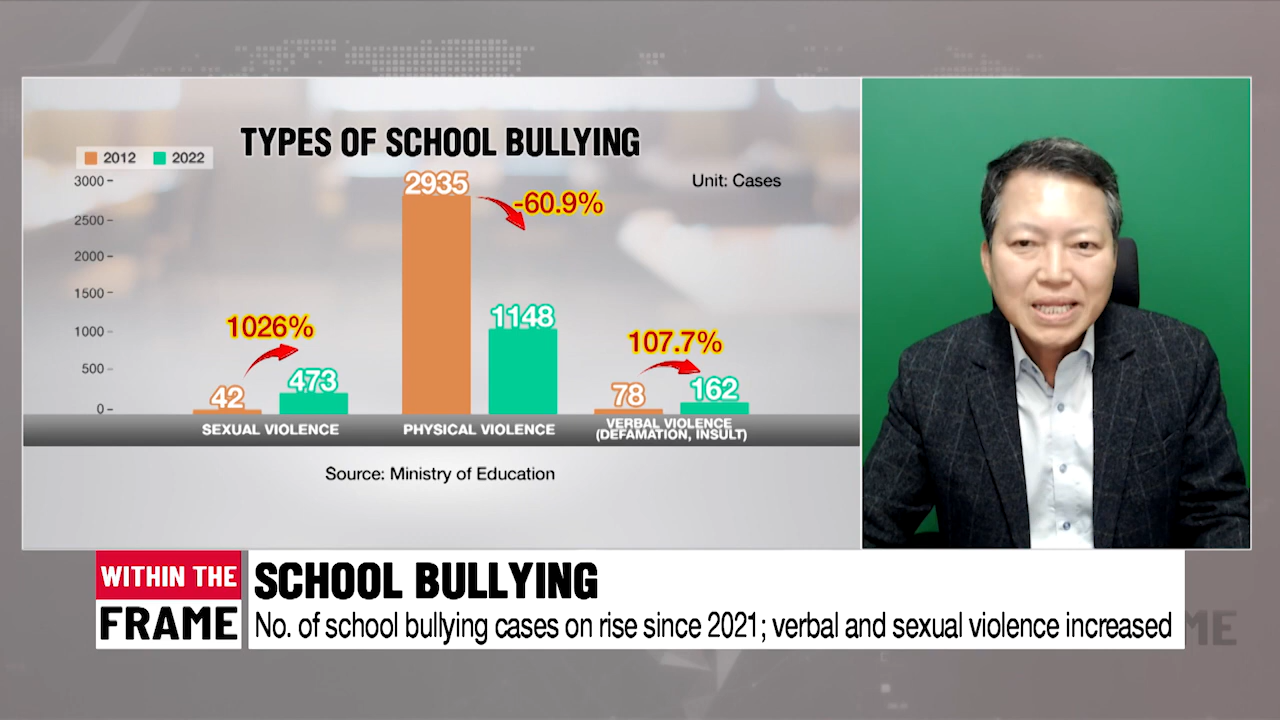 TYPES OF SCHOOL BULLYING
2012 2022
Unit: Cases
3000
2500
2000
1500
1000
500
0
1026%
42
473
2935
-60.9%
1148
107.7%
78
162
SEXUAL VIOLENCE
PHYSICAL VIOLENCE
VERBAL VIOLENCE
(DEFAMATION, INSULT)
Source: Ministry of Education
WITHIN THE
FRAME
SCHOOL BULLYING
No. of school bullying cases on rise since 2021; verbal and sexual violence increased